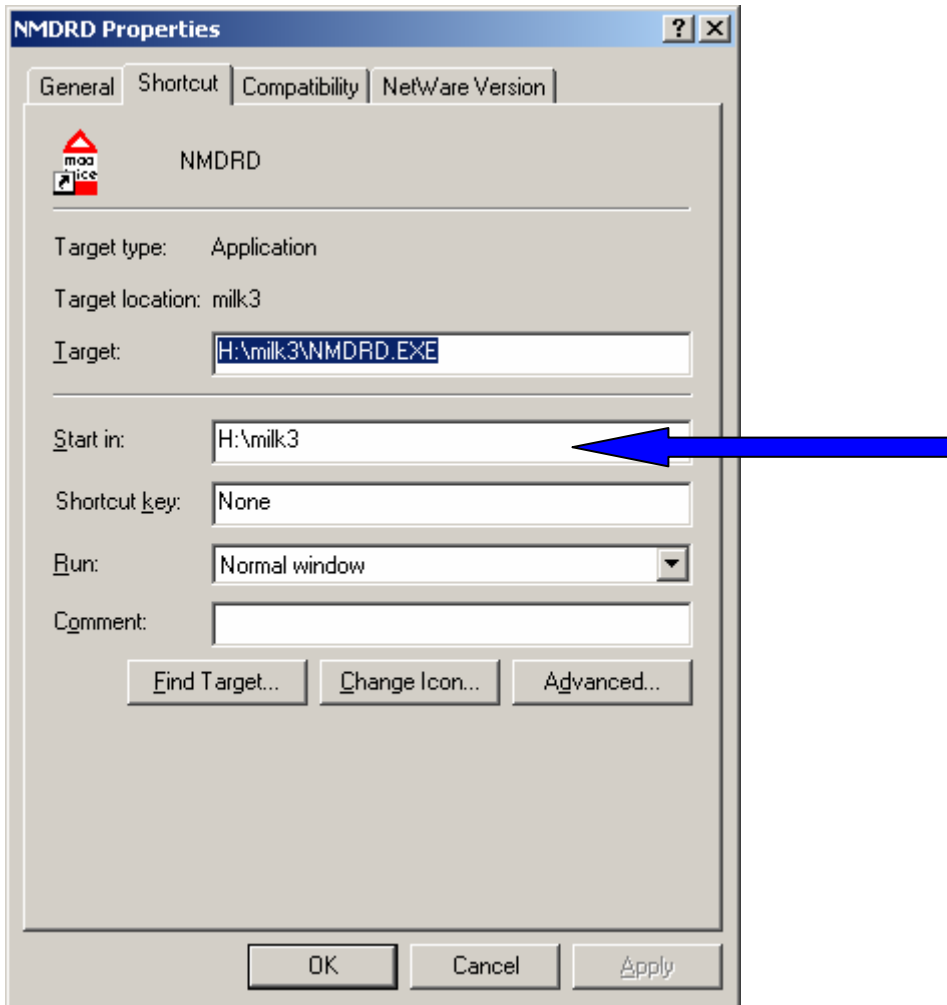 NMDRD Properties
General Shortcut Compatibility NetWare Version
NMDRD
Target type: Application
Target location: milk3
Target: H:\milk3\NMDRD.EXE
Start in: H:\milk3
Shortcut key: None
Run: Normal window
Comment:
Find Target... Change Icon... Advanced...
OK Cancel Apply